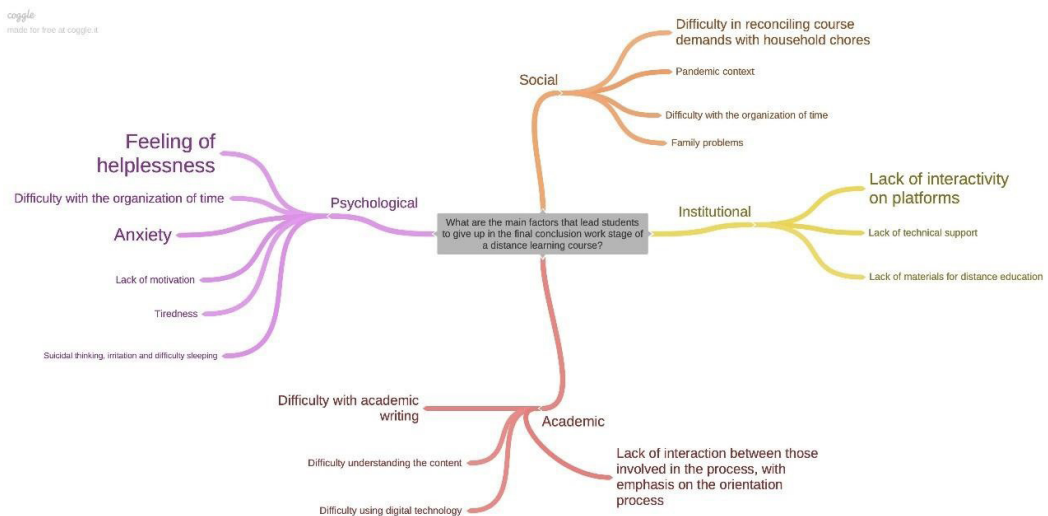 coggle
made for free at coggle.it
What are the main factors that lead students
to give up in the final conclusion work stage of
a distance learning course?
Social
Difficulty in reconciling course
demands with household chores
Pandemic context
Difficulty with the organization of time
Family problems
Institutional
Lack of interactivity
on platforms
Lack of technical support
Lack of materials for distance education
Psychological
Feeling of
helplessness
Difficulty with the organization of time
Anxiety
Lack of motivation
Tiredness
Suicidal thinking, irritation and difficulty sleeping
Academic
Difficulty with academic
writing
Difficulty understanding the content
Difficulty using digital technology
Lack of interaction between those
involved in the process, with
emphasis on the orientation
process